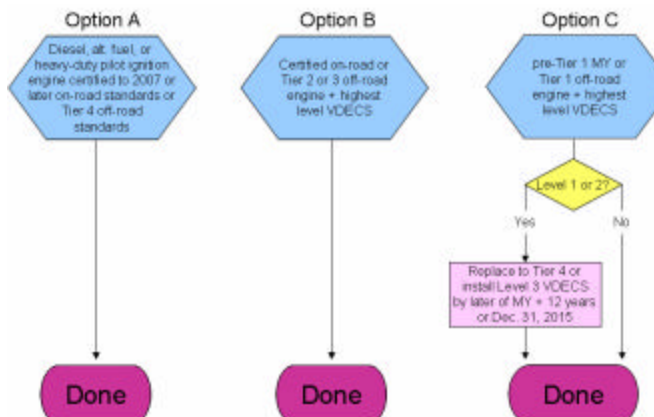 Option A
Diesel, alt. fuel, or
heavy-duty pilot ignition
engine certified to 2007 or
later on-road standards or
Tier 4 off-road
standards
Done
Option B
Certified on-road or
Tier 2 or 3 off-road
engine + highest
level VDECS
Done
Option C
pre-Tier 1 MY or
Tier 1 off-road
engine + highest
level VDECS
Level 1 or 2?
Yes
No
Replace to Tier 4 or
install Level 3 VDECS
by later of MY + 12 years
or Dec. 31, 2015
Done